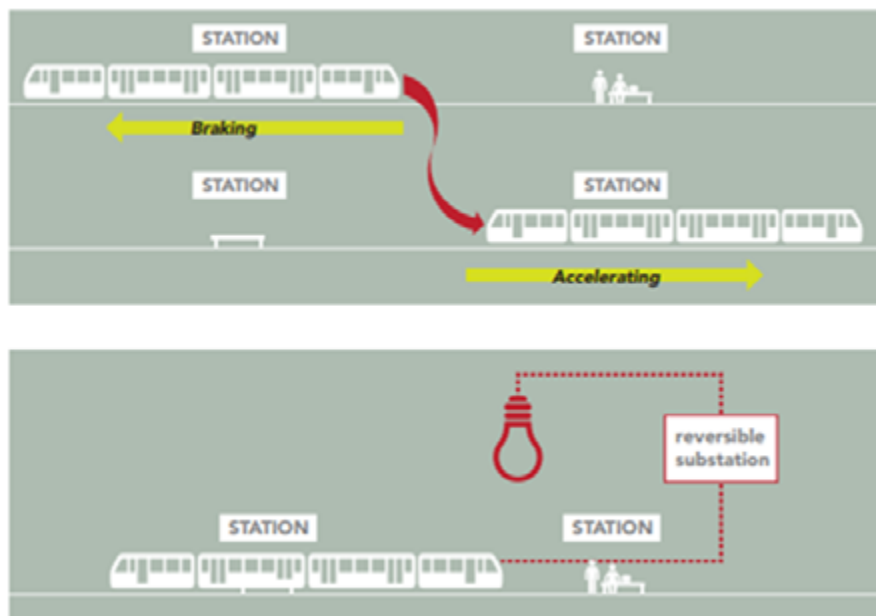 STATION
STATION
Braking
STATION
STATION
Accelerating
reversible
substation
STATION
STATION